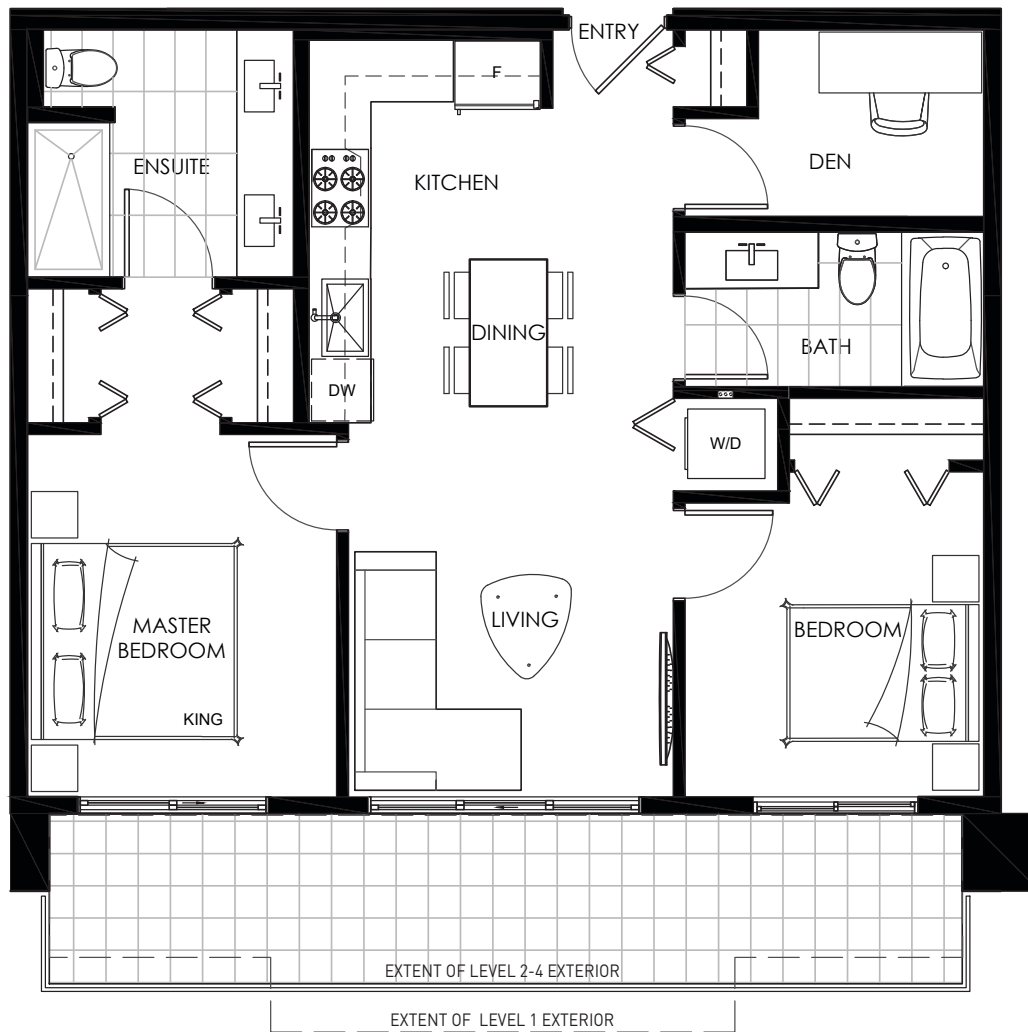 ENTRY
F
ENSUITE
KITCHEN
DEN
DINING
BATH
DW
W/D
MASTER
BEDROOM
LIVING
BEDROOM
KING
EXTENT OF LEVEL 2-4 EXTERIOR
EXTENT OF LEVEL 1 EXTERIOR